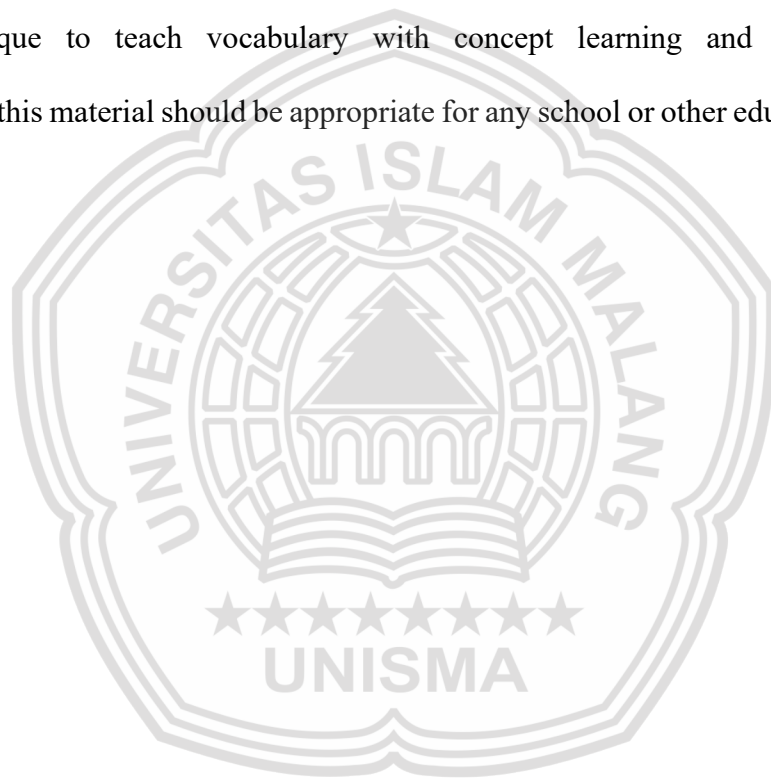 que to teach vocabulary with concept learning and
this material should be appropriate for any school or other edu
UNIVERSITAS ISLAM MALANG
UNISMA